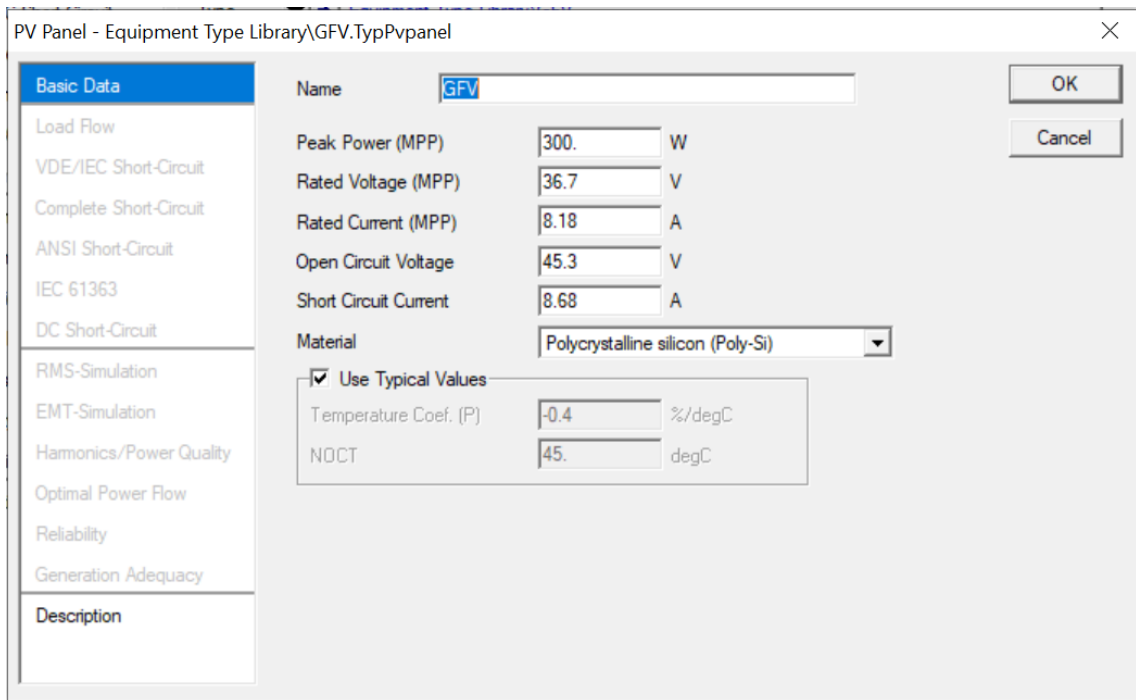 PV Panel - Equipment Type Library\GFV.TypPvpanel
Basic Data
Load Flow
VDE/IEC Short-Circuit
Complete Short-Circuit
ANSI Short-Circuit
IEC 61363
DC Short-Circuit
RMS-Simulation
EMT-Simulation
Harmonics/Power Quality
Optimal Power Flow
Reliability
Generation Adequacy
Description
Name GFV
Peak Power (MPP) 300. W
Rated Voltage (MPP) 36.7 V
Rated Current (MPP) 8.18 A
Open Circuit Voltage 45.3 V
Short Circuit Current 8.68 A
Material Polycrystalline silicon (Poly-Si)
Use Typical Values
Temperature Coef. (P) -0.4 %/degC
NOCT 45. degC
OK
Cancel